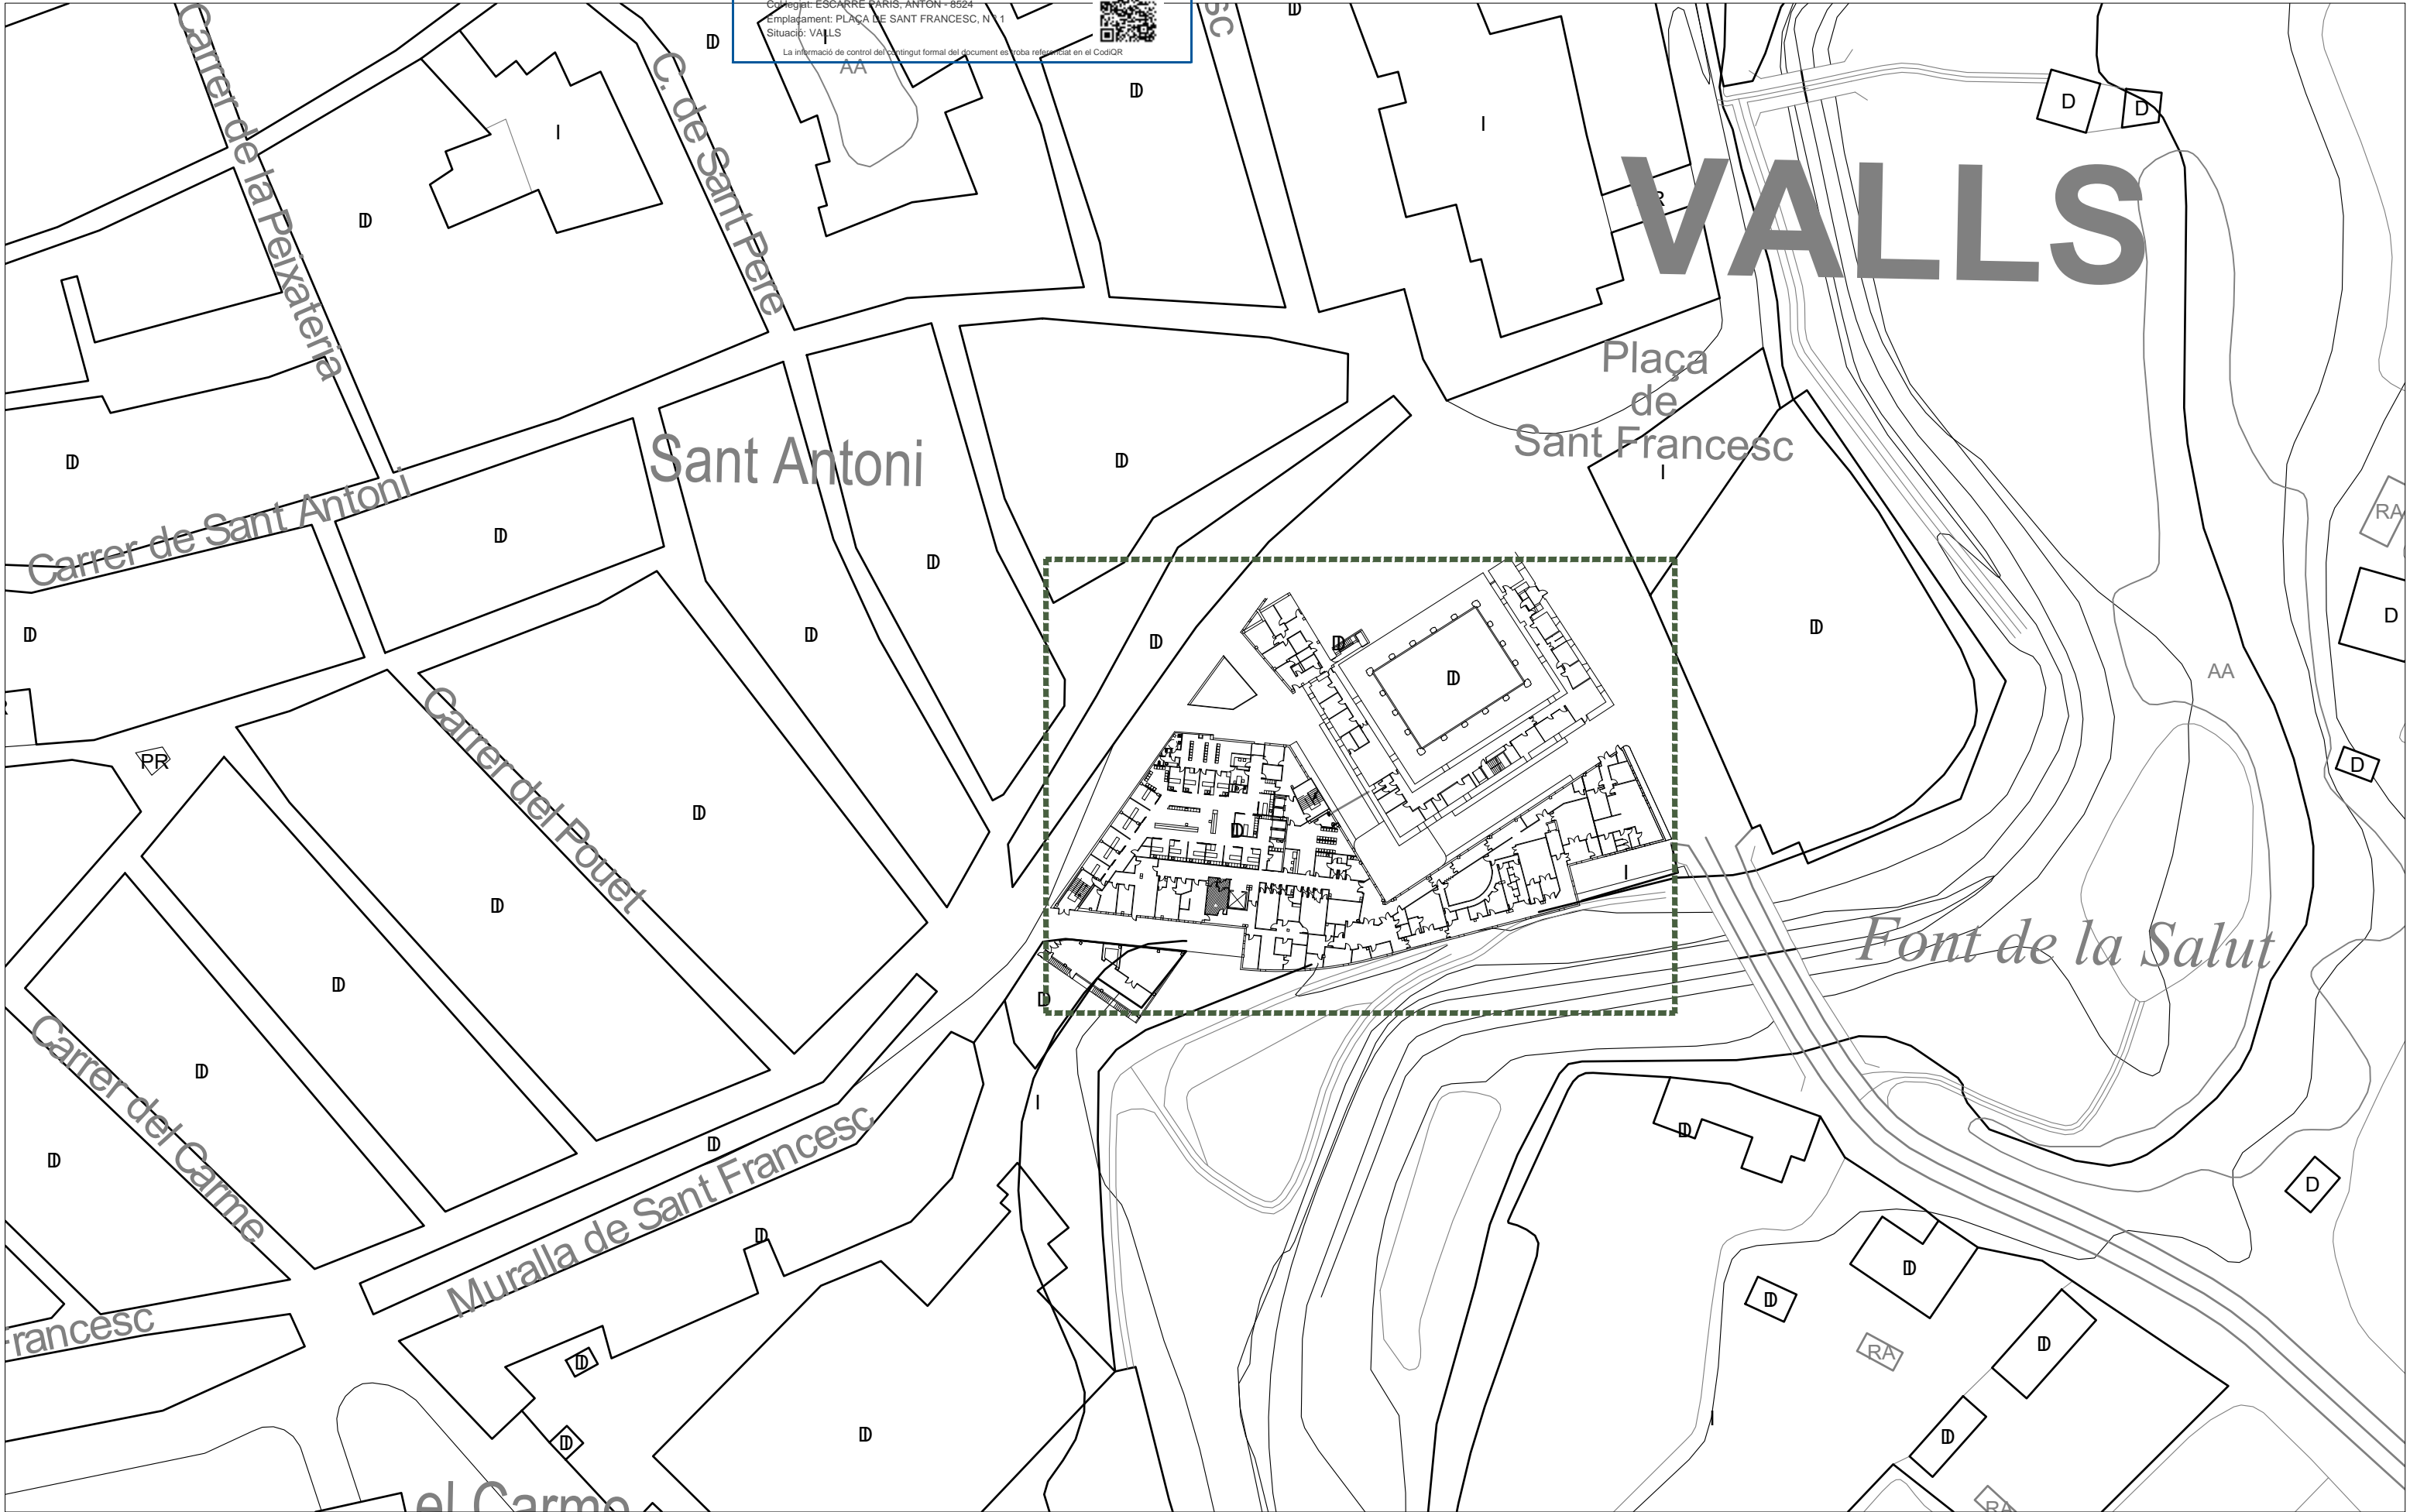 Col·legiat: ESCARRE PARIS, ANTON - 8524
Emplaçament: PLAÇA DE SANT FRANCESC, Nº 1
Situació: VALLS
La informació de control del contingut formal del document es troba referenciat en el CodiQR
AA
Carrer de la Peixateria
C. de Sant Pere
VALLS
Plaça
de
Sant Francesc
Sant Antoni
Carrer de Sant Antoni
Carrer del Pouet
PR
RA
AA
Font de la Salut
Carrer del Carme
Muralla de Sant Francesc
Francesc
RA
RA
el Carme
D
D
D
D
D
I
I
I
I
I
I